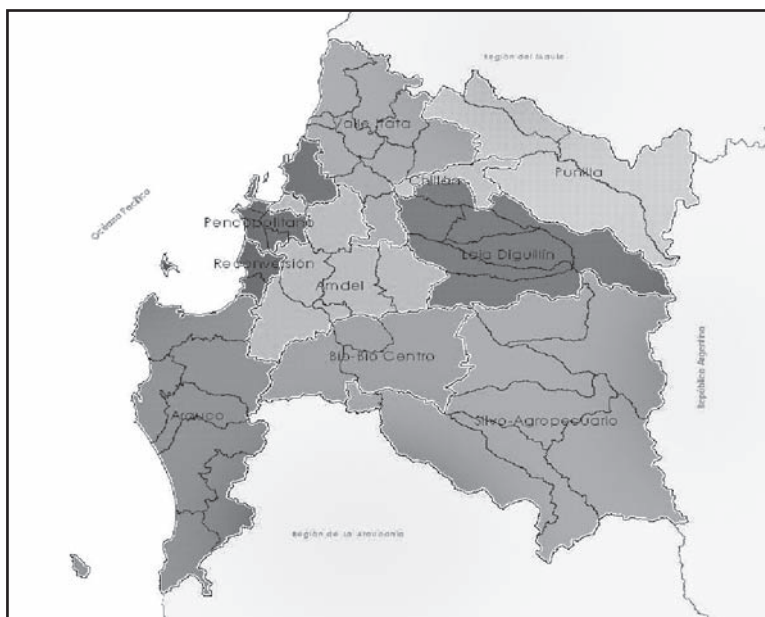 Región del Maule
Valle Itata
Chillán
Punilla
Océano Pacífico
Pencopolitano
Laja Diguillín
Reconversión
Amdel
República Argentina
Bío-Bío Centro
Arauco
Silvo-Agropecuario
Región de La Araucanía